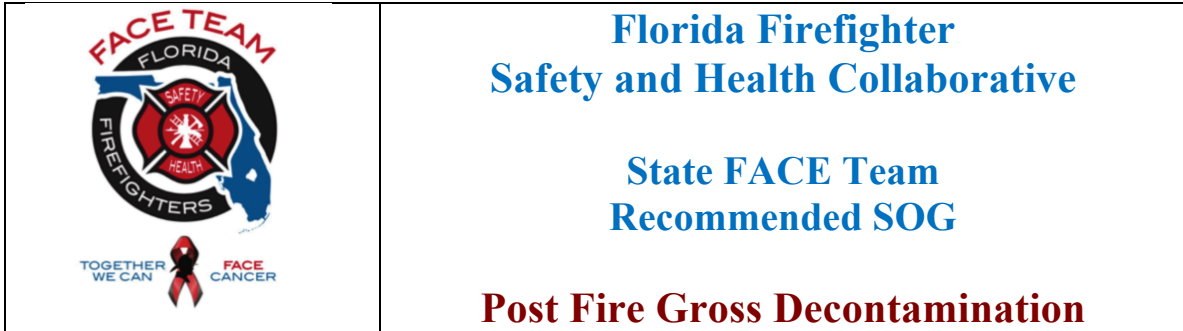 FACE TEAM
FLORIDA
FIREFIGHTERS
SAFETY
HEALTH
TOGETHER
WE CAN
FACE
CANCER
Florida Firefighter
Safety and Health Collaborative
State FACE Team
Recommended SOG
Post Fire Gross Decontamination